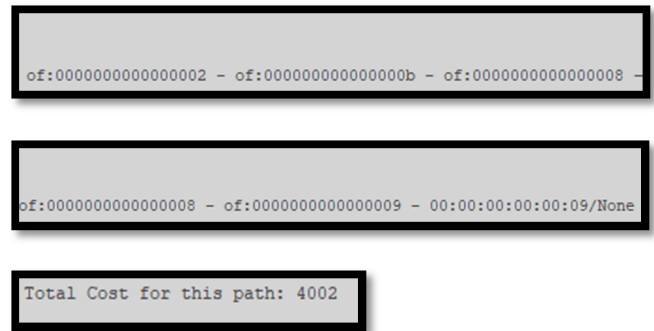 of:0000000000000002 - of:000000000000000b - of:0000000000000008 -
of:0000000000000008 - of:0000000000000009 - 00:00:00:00:00:09/None
Total Cost for this path: 4002